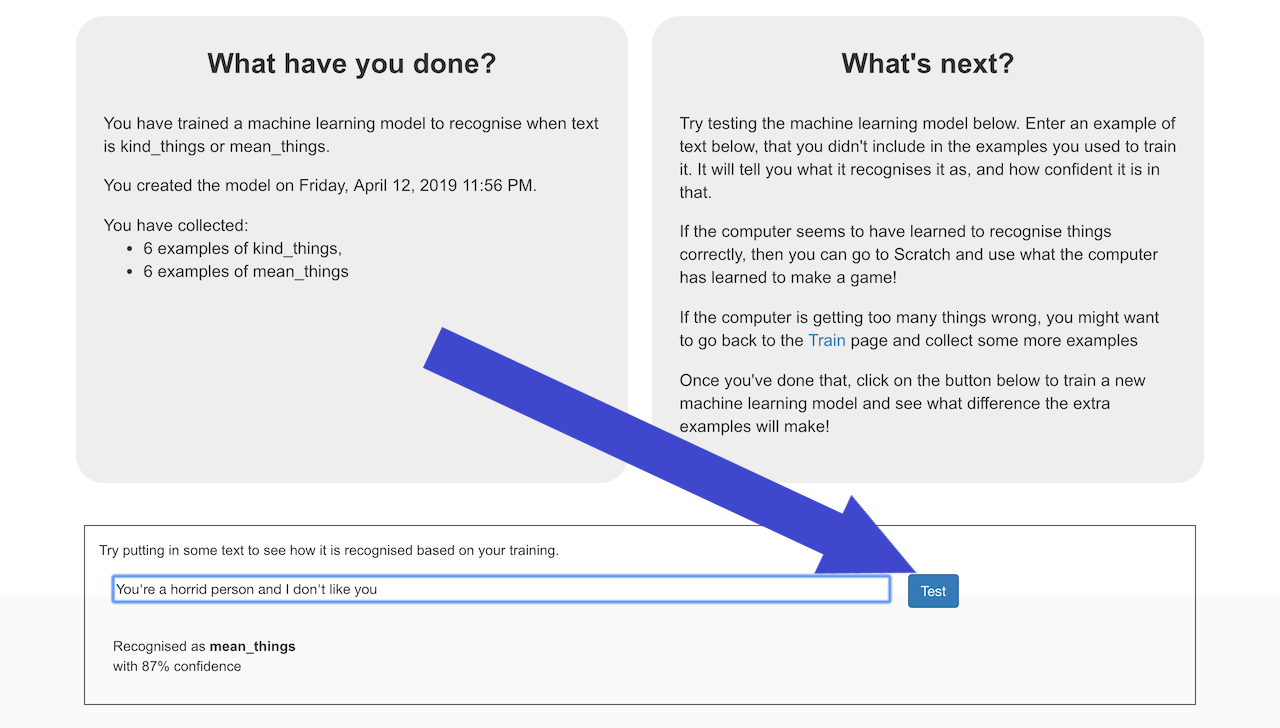 What have you done?
You have trained a machine learning model to recognise when text
is kind_things or mean_things.
You created the model on Friday, April 12, 2019 11:56 PM.
You have collected:
• 6 examples of kind_things,
• 6 examples of mean_things
What's next?
Try testing the machine learning model below. Enter an example of
text below, that you didn't include in the examples you used to train
it. It will tell you what it recognises it as, and how confident it is in
that.
If the computer seems to have learned to recognise things
correctly, then you can go to Scratch and use what the computer
has learned to make a game!
If the computer is getting too many things wrong, you might want
to go back to the Train page and collect some more examples
Once you've done that, click on the button below to train a new
machine learning model and see what difference the extra
examples will make!
Try putting in some text to see how it is recognised based on your training.
You're a horrid person and I don't like you
Test
Recognised as mean_things
with 87% confidence